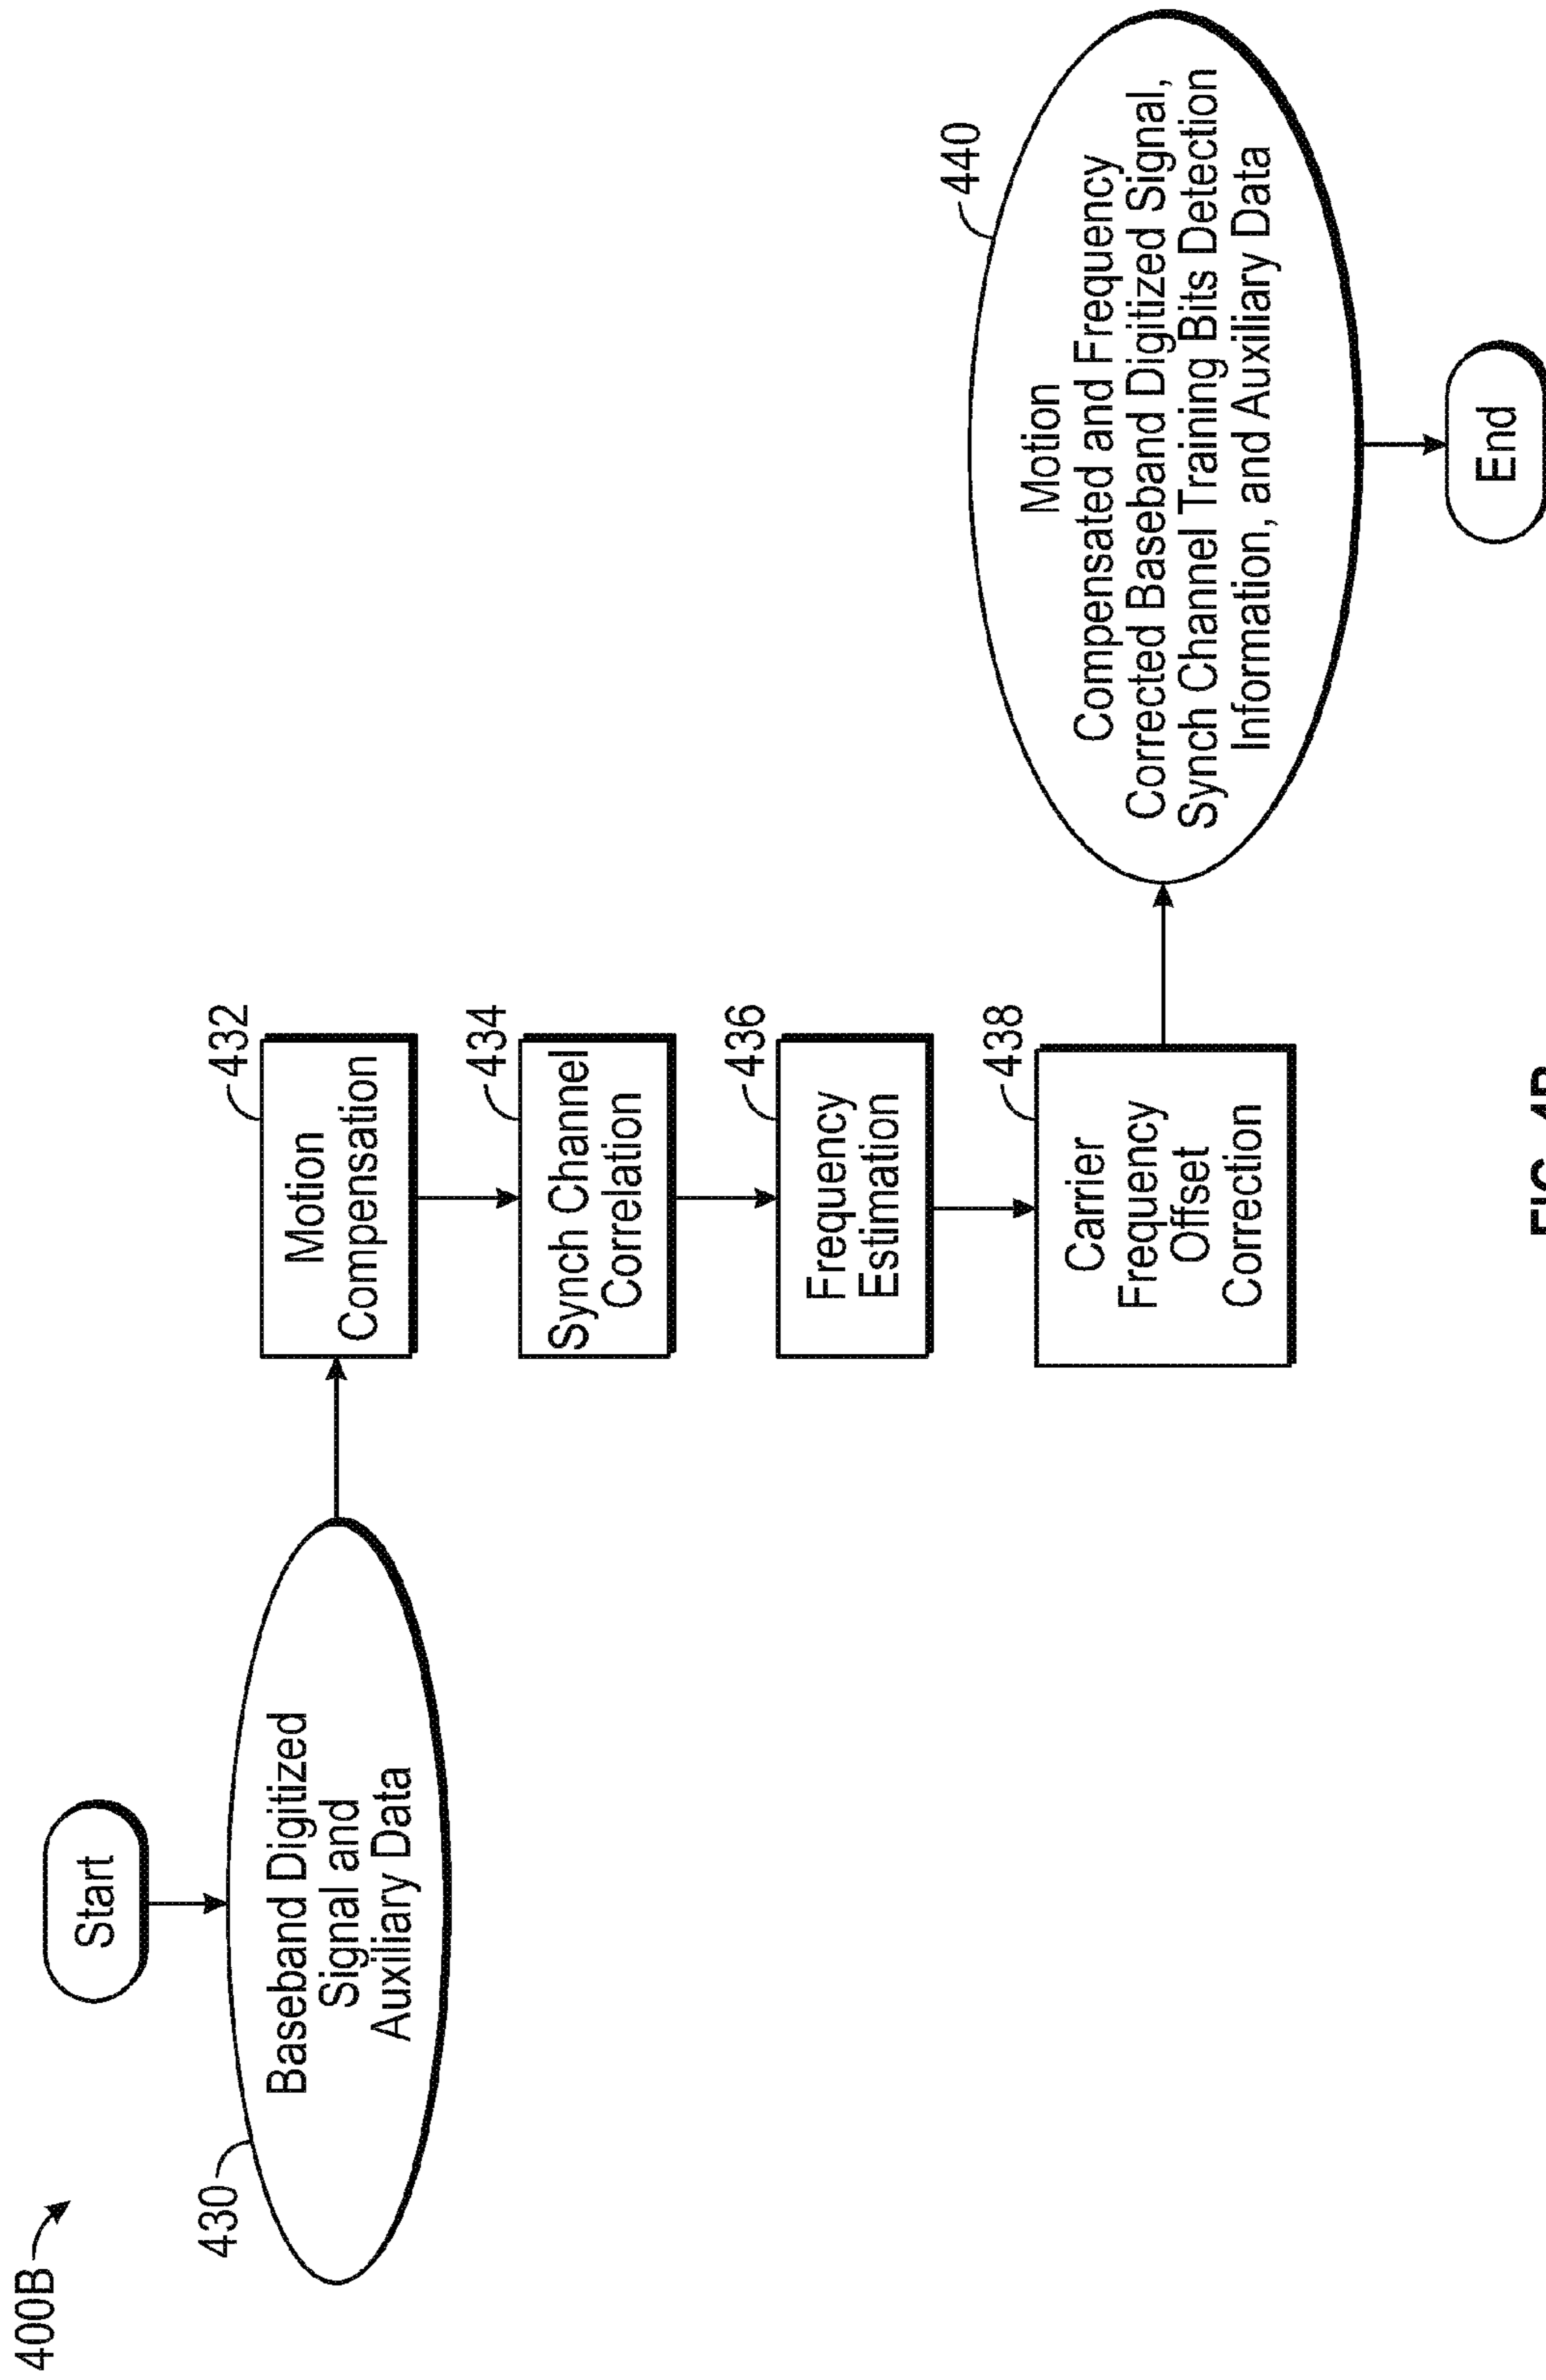 400B
Start
430
Baseband Digitized
Signal and
Auxiliary Data
432
Motion
Compensation
434
Synch Channel
Correlation
436
Frequency
Estimation
438
Carrier
Frequency
Offset
Correction
440
Motion
Compensated and Frequency
Corrected Baseband Digitized Signal,
Synch Channel Training Bits Detection
Information, and Auxiliary Data
End